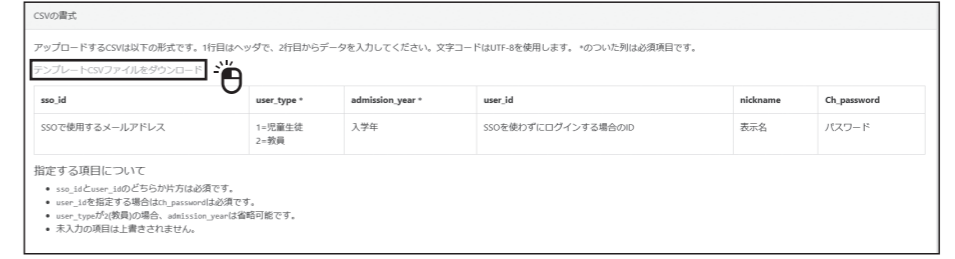 CSVの書式
アップロードするCSVは以下の形式です。1行目はヘッダで、2行目からデータを入力してください。文字コードはUTF-8を使用します。 *のついた列は必須項目です。
テンプレートCSVファイルをダウンロード
sso_id user_type * admission_year * user_id nickname Ch_password
SSOで使用するメールアドレス 1=児童生徒 入学年 SSOを使わずにログインする場合のID 表示名 パスワード
2=教員
指定する項目について
• sso_idとuser_idのどちらか片方は必須です。
• user_idを指定する場合はCh_passwordは必須です。
• user_typeが2(教員)の場合、admission_yearは省略可能です。
• 未入力の項目は上書きされません。